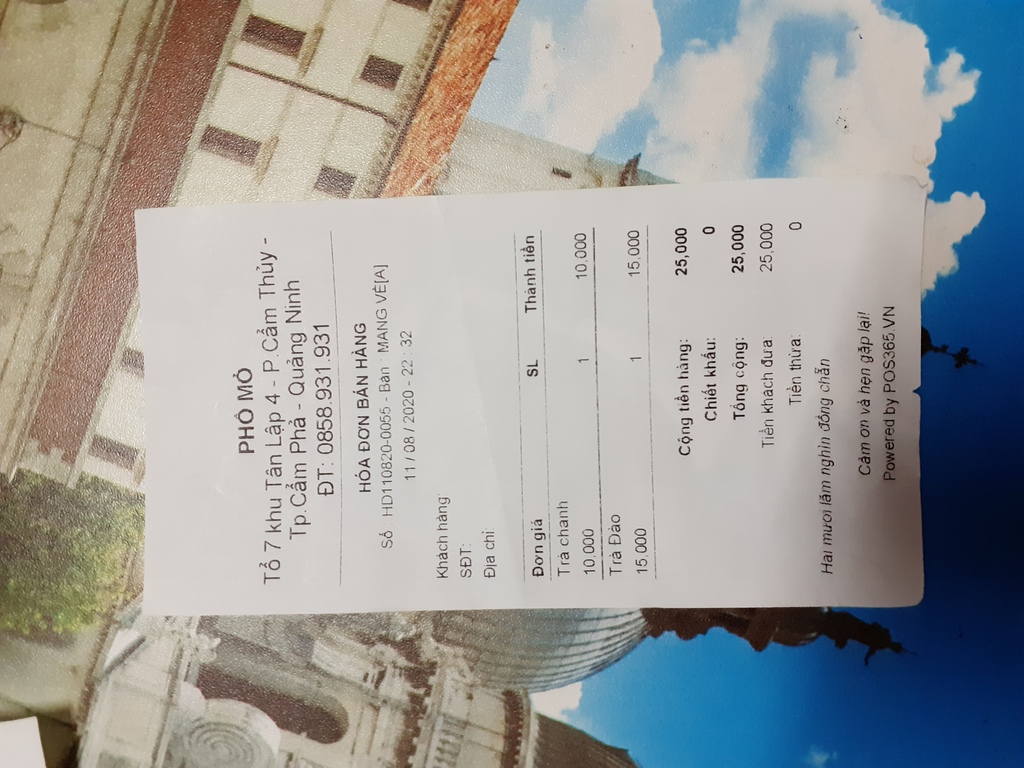 PHỐ MỎ
Tổ 7 khu Tân Lập 4 - P.Cẩm Thủy -
Tp.Cẩm Phả - Quảng Ninh
ĐT: 0858.931.931
HÓA ĐƠN BÁN HÀNG
Số : HD110820-0055 - Bàn : MANG VỀ[A]
11 / 08 / 2020 - 22 : 32
Khách hàng:
SĐT:
Địa chỉ:
Đơn giá SL Thành tiền
Trà chanh
10,000 1 10,000
Trà Đào
15,000 1 15,000
Cộng tiền hàng: 25,000
Chiết khấu: 0
Tổng cộng: 25,000
Tiền khách đưa: 25,000
Tiền thừa: 0
Hai mươi lăm nghìn đồng chẵn
Cảm ơn và hẹn gặp lại!
Powered by POS365.VN